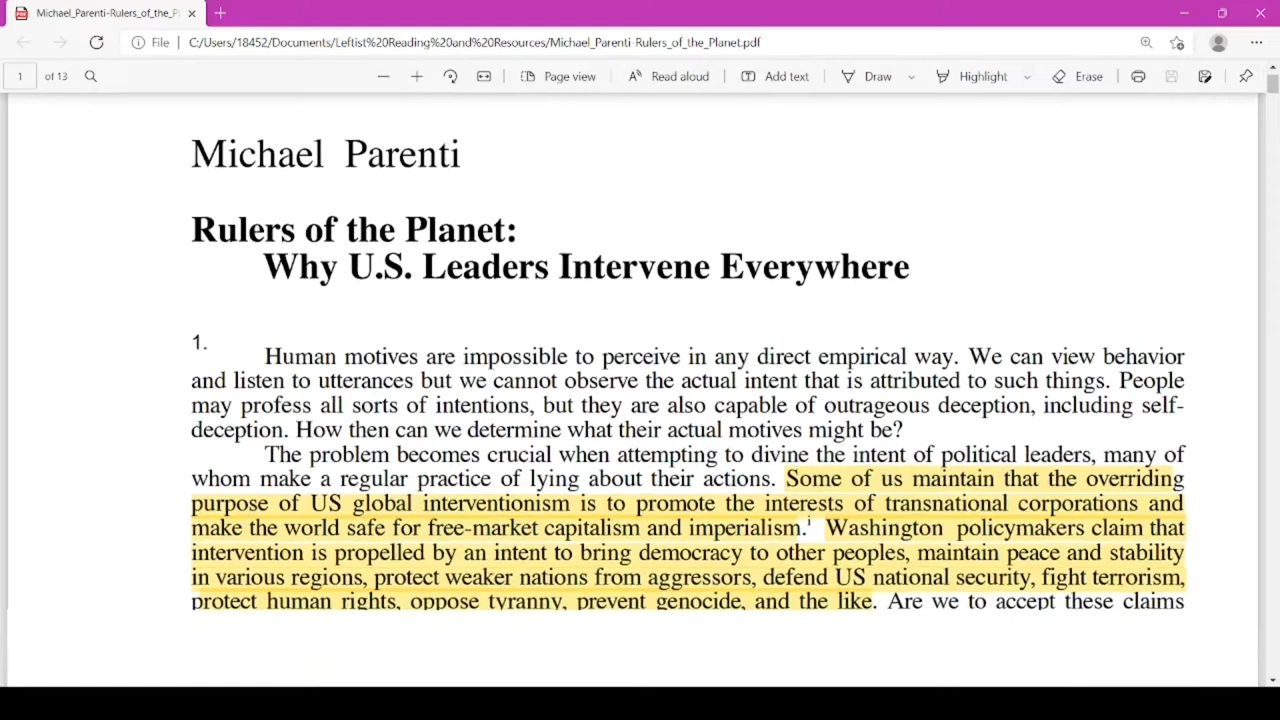 Michael_Parenti-Rulers_of_the_P
File
C:/Users/18452/Documents/Leftist%20Reading%20and%20Resources/Michael_Parenti-Rulers_of_the_Planet.pdf
1 of 13
Page view
Read aloud
Add text
Draw
Highlight
Erase
Michael Parenti
Rulers of the Planet:
Why U.S. Leaders Intervene Everywhere
1.
Human motives are impossible to perceive in any direct empirical way. We can view behavior
and listen to utterances but we cannot observe the actual intent that is attributed to such things. People
may profess all sorts of intentions, but they are also capable of outrageous deception, including self-
deception. How then can we determine what their actual motives might be?
The problem becomes crucial when attempting to divine the intent of political leaders, many of
whom make a regular practice of lying about their actions. Some of us maintain that the overriding
purpose of US global interventionism is to promote the interests of transnational corporations and
make the world safe for free-market capitalism and imperialism.i Washington policymakers claim that
intervention is propelled by an intent to bring democracy to other peoples, maintain peace and stability
in various regions, protect weaker nations from aggressors, defend US national security, fight terrorism,
protect human rights, oppose tyranny, prevent genocide, and the like. Are we to accept these claims